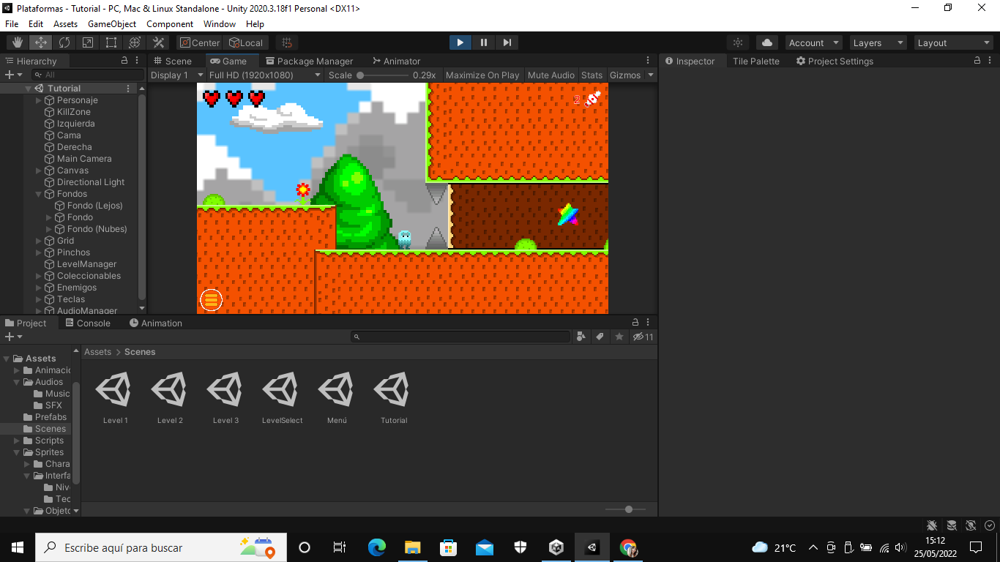 Plataformas - Tutorial - PC, Mac & Linux Standalone - Unity 2020.3.18f1 Personal <DX11>
File Edit Assets GameObject Component Window Help
Center Local Account Layers Layout
Hierarchy
All
Tutorial
Personaje
KillZone
Izquierda
Cama
Derecha
Main Camera
Canvas
Directional Light
Fondos
Fondo (Lejos)
Fondo
Fondo (Nubes)
Grid
Pinchos
LevelManager
Coleccionables
Enemigos
Teclas
AudioManager
Scene Game Package Manager Animator
Display 1 Full HD (1920x1080) Scale 0.29x Maximize On Play Mute Audio Stats Gizmos
2
Inspector Tile Palette Project Settings
Project Console Animation
11
Assets
Animacio
Audios
Music
SFX
Prefabs
Scenes
Scripts
Sprites
Chara
Interfa
Niv
Tec
Objeto
Assets > Scenes
Level 1 Level 2 Level 3 LevelSelect Menú Tutorial
Escribe aquí para buscar
21°C
15:12
25/05/2022